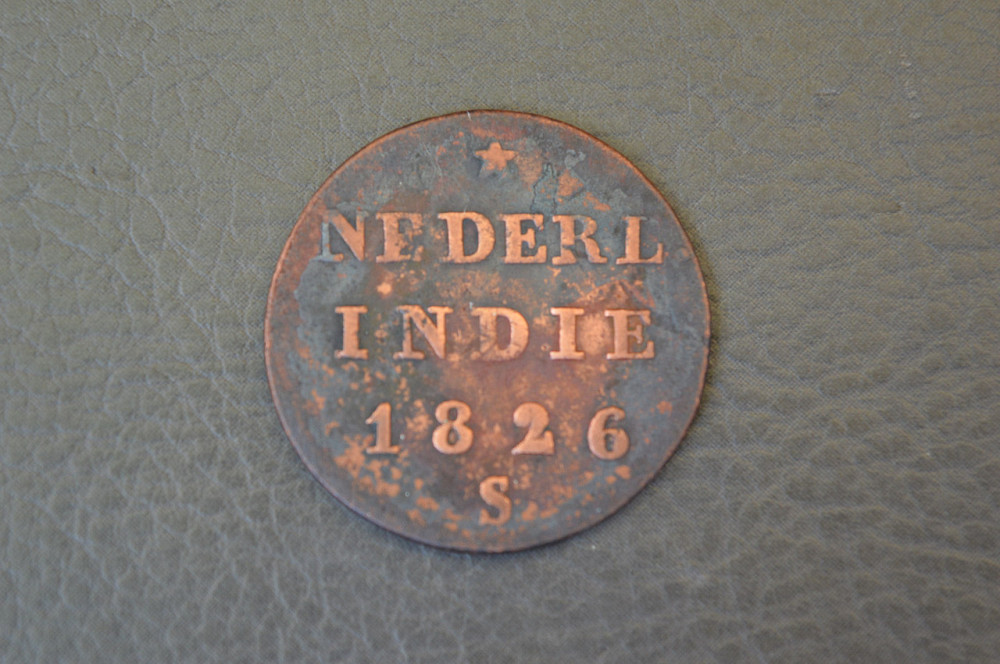 NEDERL
INDIE
1826
S